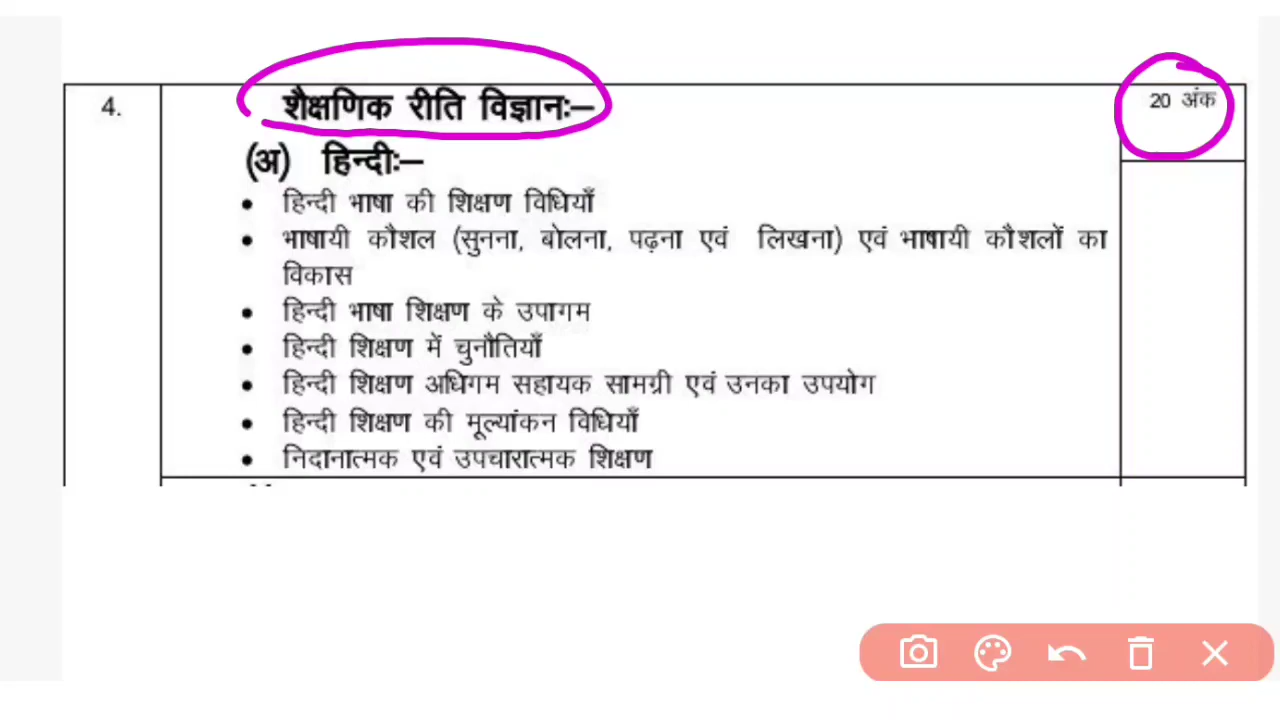 4.
शैक्षणिक रीति विज्ञानः–
20 अंक
(अ) हिन्दीः–
• हिन्दी भाषा की शिक्षण विधियाँ
• भाषायी कौशल (सुनना, बोलना, पढ़ना एवं लिखना) एवं भाषायी कौशलों का
विकास
• हिन्दी भाषा शिक्षण के उपागम
• हिन्दी शिक्षण में चुनौतियाँ
• हिन्दी शिक्षण अधिगम सहायक सामग्री एवं उनका उपयोग
• हिन्दी शिक्षण की मूल्यांकन विधियाँ
• निदानात्मक एवं उपचारात्मक शिक्षण